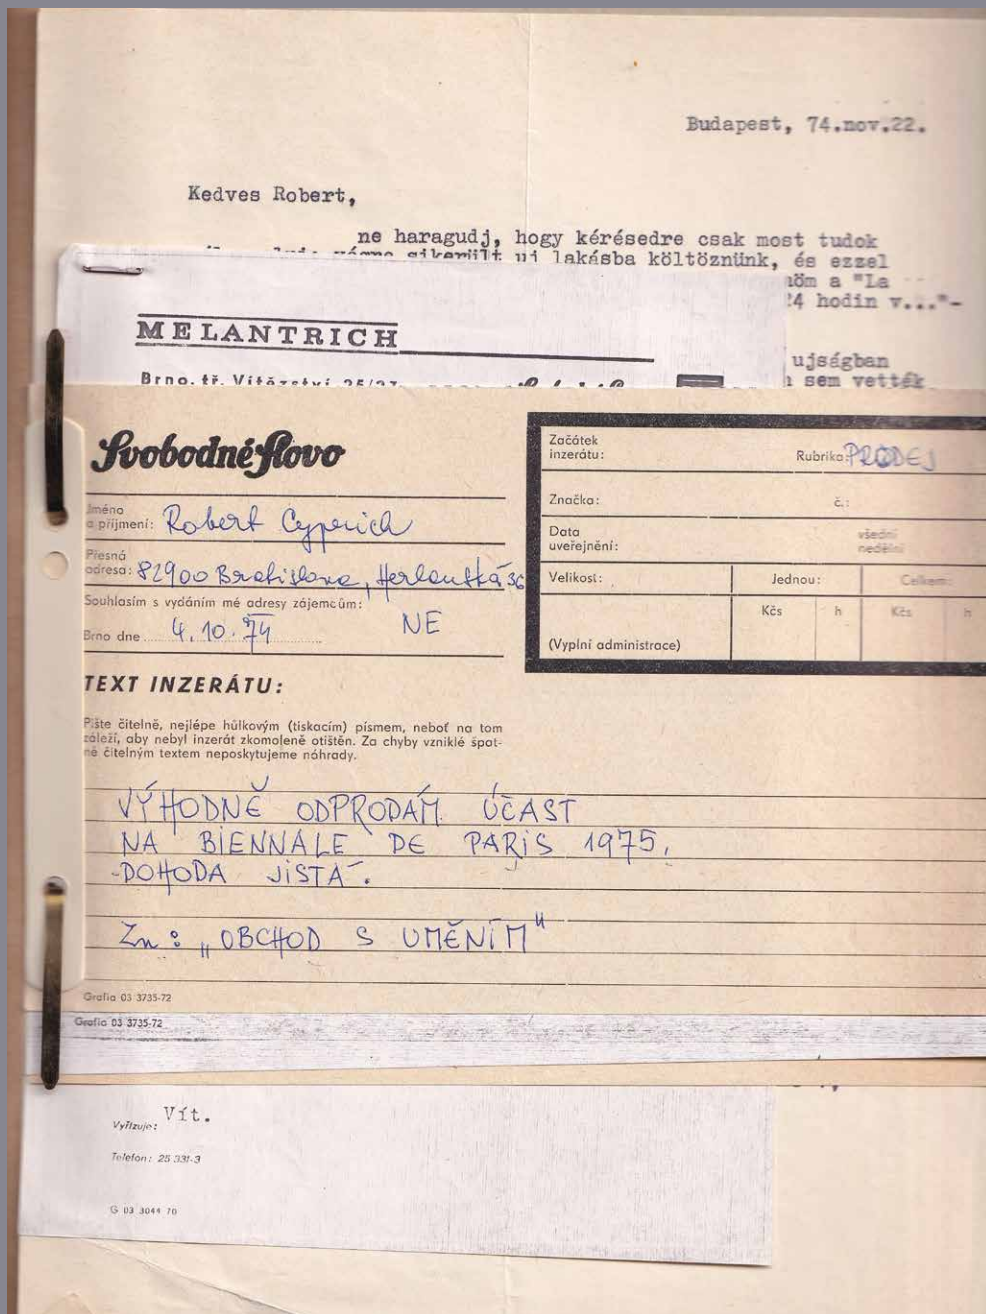 Budapest, 74.nov.22.
Kedves Robert,
ne haragudj, hogy kérésedre csak most tudok
sikerült uj lakásba költöznünk, és ezzel
a "La
24 hodin v..."-
ujságban
sem vették
MELANTRICH
Brno, tř. Vítězství
Svobodné slovo
Jméno
a příjmení: Robert Cyprich
Přesná
adresa: 82900 Bratislava, 36
Souhlasím s vydáním mé adresy zájemcům:
Brno dne 4.10.74 NE
Začátek
inzerátu: Rubrika: PRODEJ
Značka: č.:
Data
uveřejnění: všední
nedělní
Velikost: Jednou: Celkem:
Kčs h Kčs h
(Vyplní administrace)
TEXT INZERÁTU:
Pište čitelně, nejlépe hůlkovým (tiskacím) písmem, neboť na tom
záleží, aby nebyl inzerát zkomoleně otištěn. Za chyby vzniklé špat-
ně čitelným textem neposkytujeme náhrady.
VÝHODNĚ ODPRODÁM ÚČAST
NA BIENNALE DE PARIS 1975.
DOHODA JISTÁ.
Zn: „OBCHOD S UMĚNÍM"
Grafia 03 3735-72
Grafia 03 3735-72
Vyřizuje: Vít.
Telefon: 25 331-3
G 03 3044 70